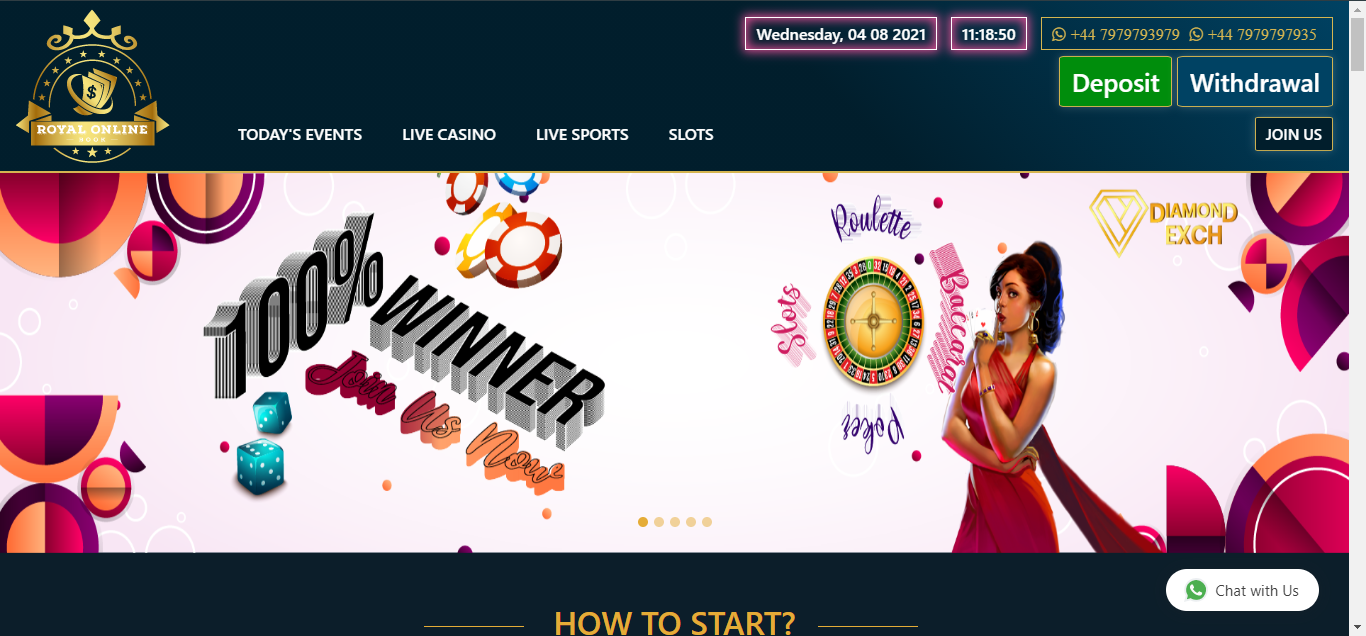 Wednesday, 04 08 2021
11:18:50
+44 7979793979 +44 7979797935
Deposit
Withdrawal
$
ROYAL ONLINE
BOOK
TODAY'S EVENTS
LIVE CASINO
LIVE SPORTS
SLOTS
JOIN US
100% WINNER
Join Us Now
Roulette
Slots
Baccarat
Poker
DIAMOND
EXCH
Chat with Us
HOW TO START?